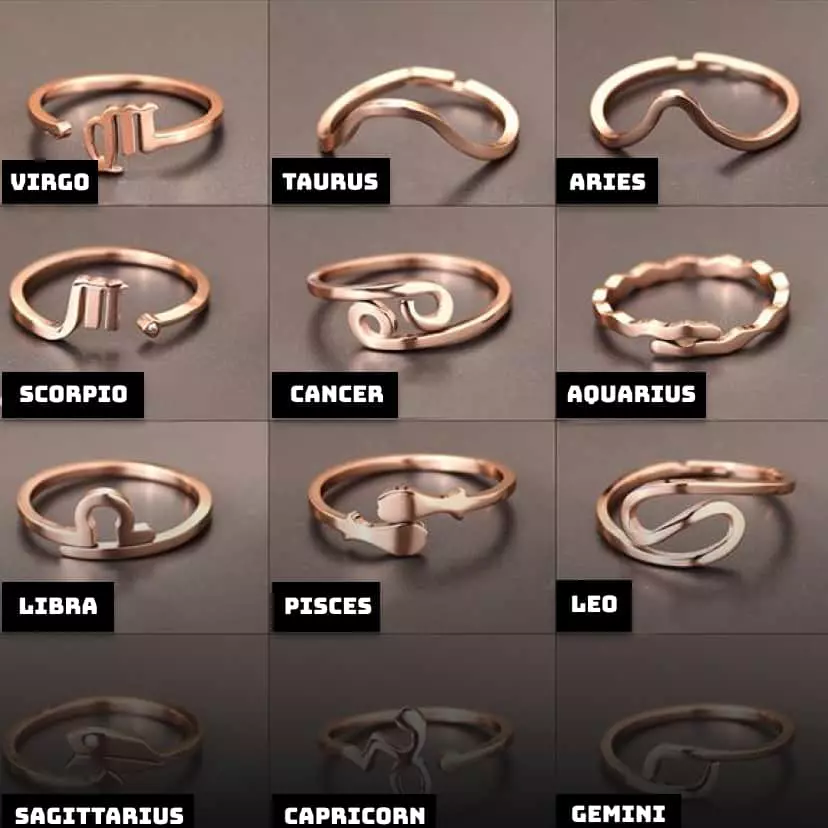 VIRGO
TAURUS
ARIES
SCORPIO
CANCER
AQUARIUS
LIBRA
PISCES
LEO
SAGITTARIUS
CAPRICORN
GEMINI